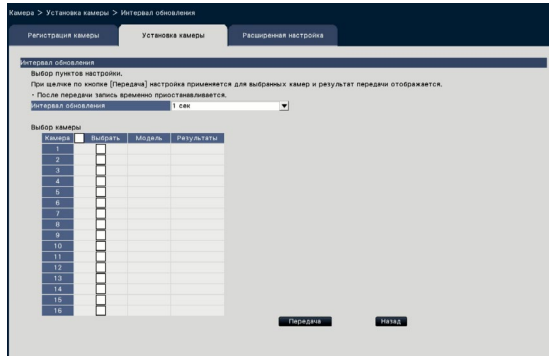 Камера > Установка камеры > Интервал обновления
Регистрация камеры Установка камеры Расширенная настройка
Интервал обновления
Выбор пунктов настройки.
При щелчке по кнопке [Передача] настройка применяется для выбранных камер и результат передачи отображается.
• После передачи запись временно приостанавливается.
Интервал обновления 1 сек
Выбор камеры
Камера Выбрать Модель Результаты
1
2
3
4
5
6
7
8
9
10
11
12
13
14
15
16
Передача Назад